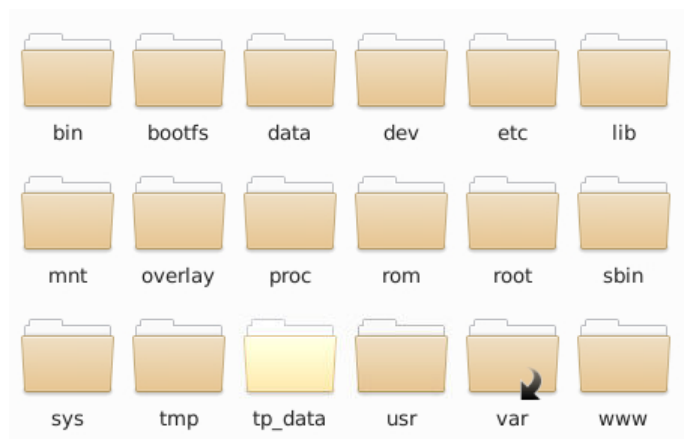 bin bootfs data dev etc lib
mnt overlay proc rom root sbin
sys tmp tp_data usr var www